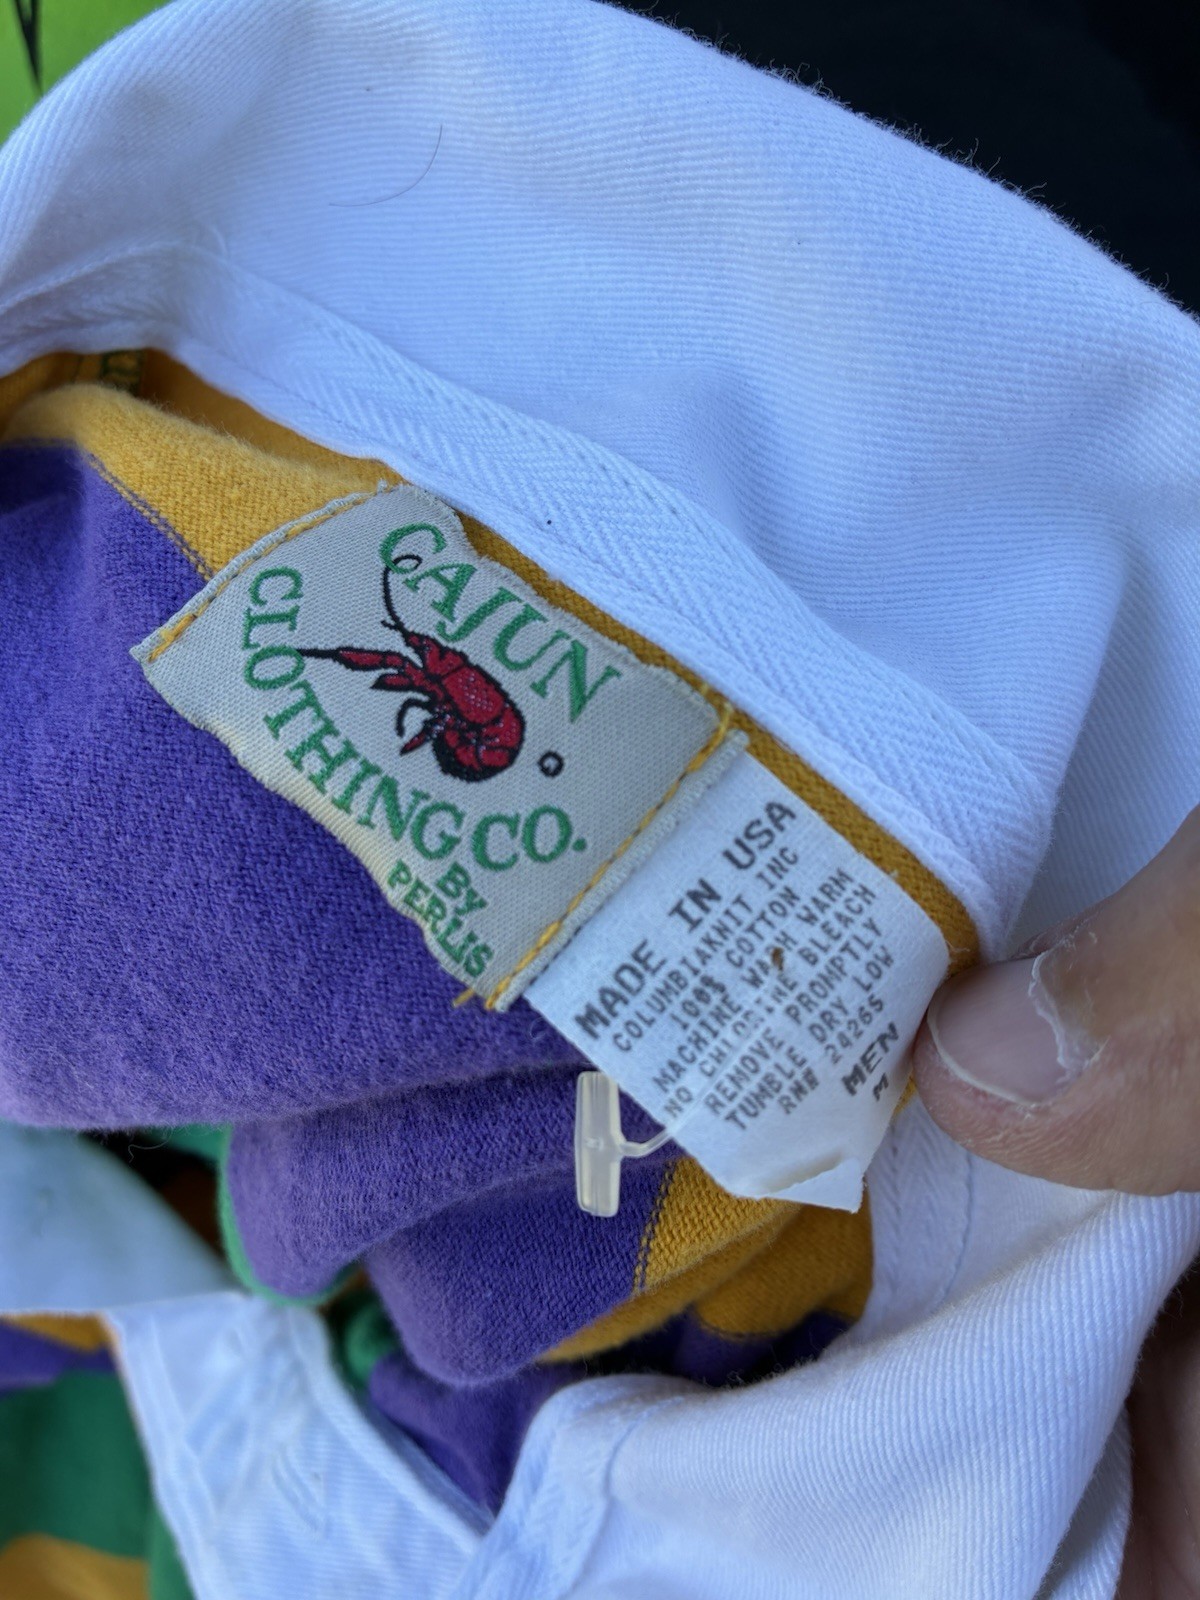 CAJUN
CLOTHING CO.
BY
PERLIS
MADE IN USA
COLUMBIAKNIT INC
100% COTTON
MACHINE WASH WARM
NO CHLORINE BLEACH
REMOVE PROMPTLY
TUMBLE DRY LOW
RN# 24265
MEN
M